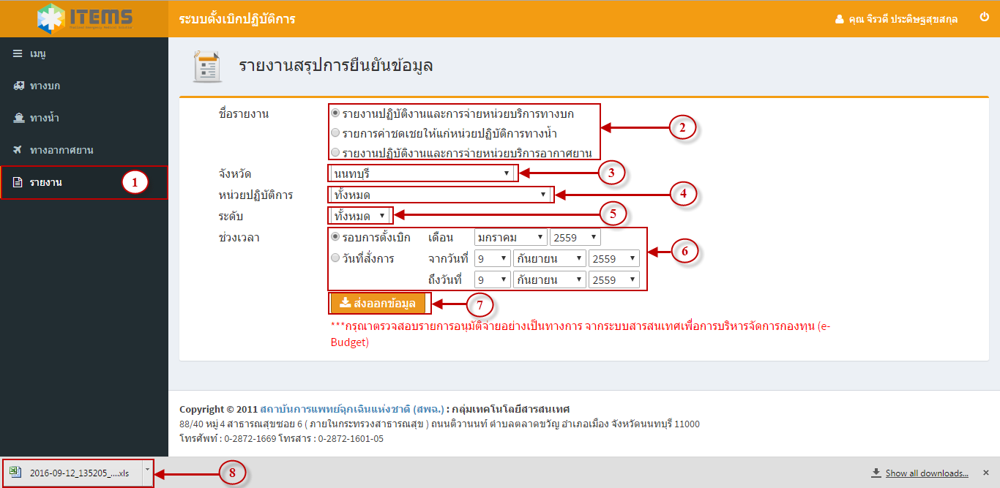 ITEMS
ระบบตั้งเบิกปฏิบัติการ
คุณ จิรวดี ประดิษฐสุขสกุล
เมนู
ทางบก
ทางน้ำ
ทางอากาศยาน
รายงาน
1
รายงานสรุปการยืนยันข้อมูล
ชื่อรายงาน
รายงานปฏิบัติงานและการจ่ายหน่วยบริการทางบก
รายการค่าชดเชยให้แก่หน่วยปฏิบัติการทางน้ำ
รายงานปฏิบัติงานและการจ่ายหน่วยบริการอากาศยาน
2
จังหวัด นนทบุรี
3
หน่วยปฏิบัติการ ทั้งหมด
4
ระดับ ทั้งหมด
5
ช่วงเวลา รอบการตั้งเบิก เดือน มกราคม 2559
วันที่สั่งการ จากวันที่ 9 กันยายน 2559
6
ถึงวันที่ 9 กันยายน 2559
ส่งออกข้อมูล
7
***กรุณาตรวจสอบรายการอนุมัติจ่ายอย่างเป็นทางการ จากระบบสารสนเทศเพื่อการบริหารจัดการกองทุน (e-
Budget)
Copyright © 2011 สถาบันการแพทย์ฉุกเฉินแห่งชาติ (สพฉ.) : กลุ่มเทคโนโลยีสารสนเทศ
88/40 หมู่ 4 สาธารณสุขซอย 6 ( ภายในกระทรวงสาธารณสุข ) ถนนติวานนท์ ตำบลตลาดขวัญ อำเภอเมือง จังหวัดนนทบุรี 11000
โทรศัพท์ : 0-2872-1669 โทรสาร : 0-2872-1601-05
2016-09-12_135205_....xls
8
Show all downloads...